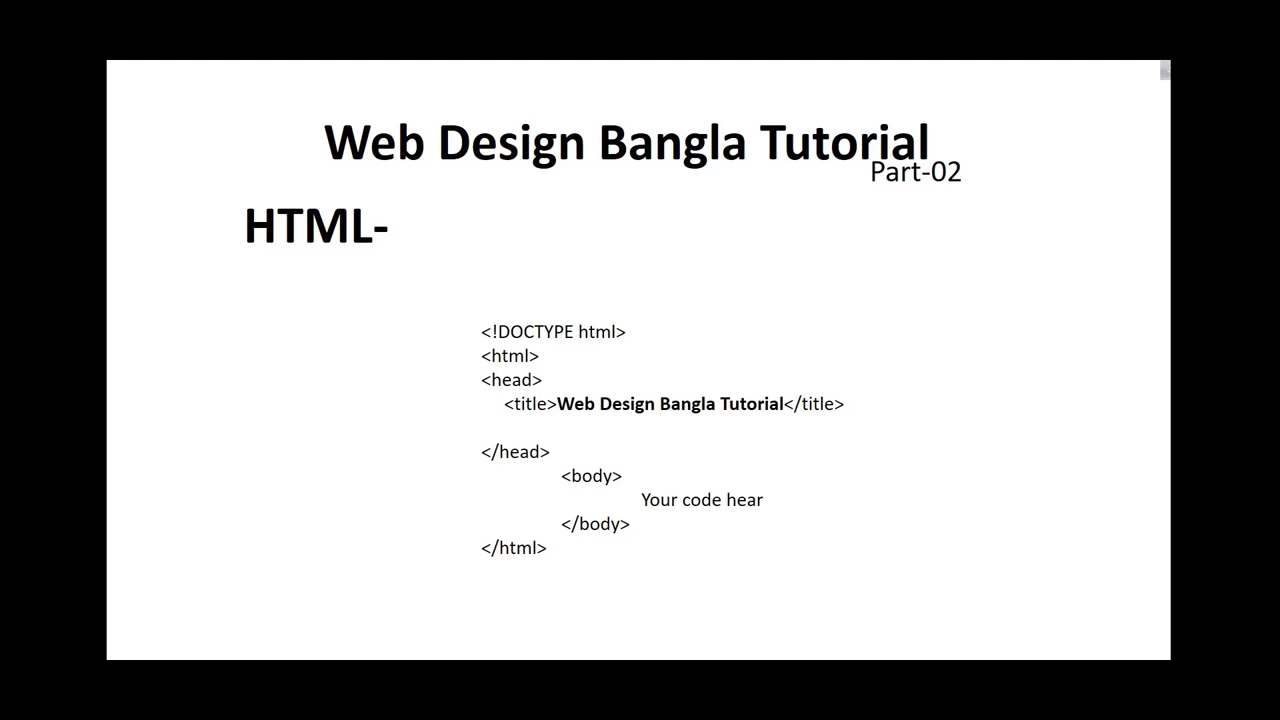 Web Design Bangla Tutorial
Part-02
HTML-
<!DOCTYPE html>
<html>
<head>
<title>Web Design Bangla Tutorial</title>
</head>
<body>
Your code hear
</body>
</html>